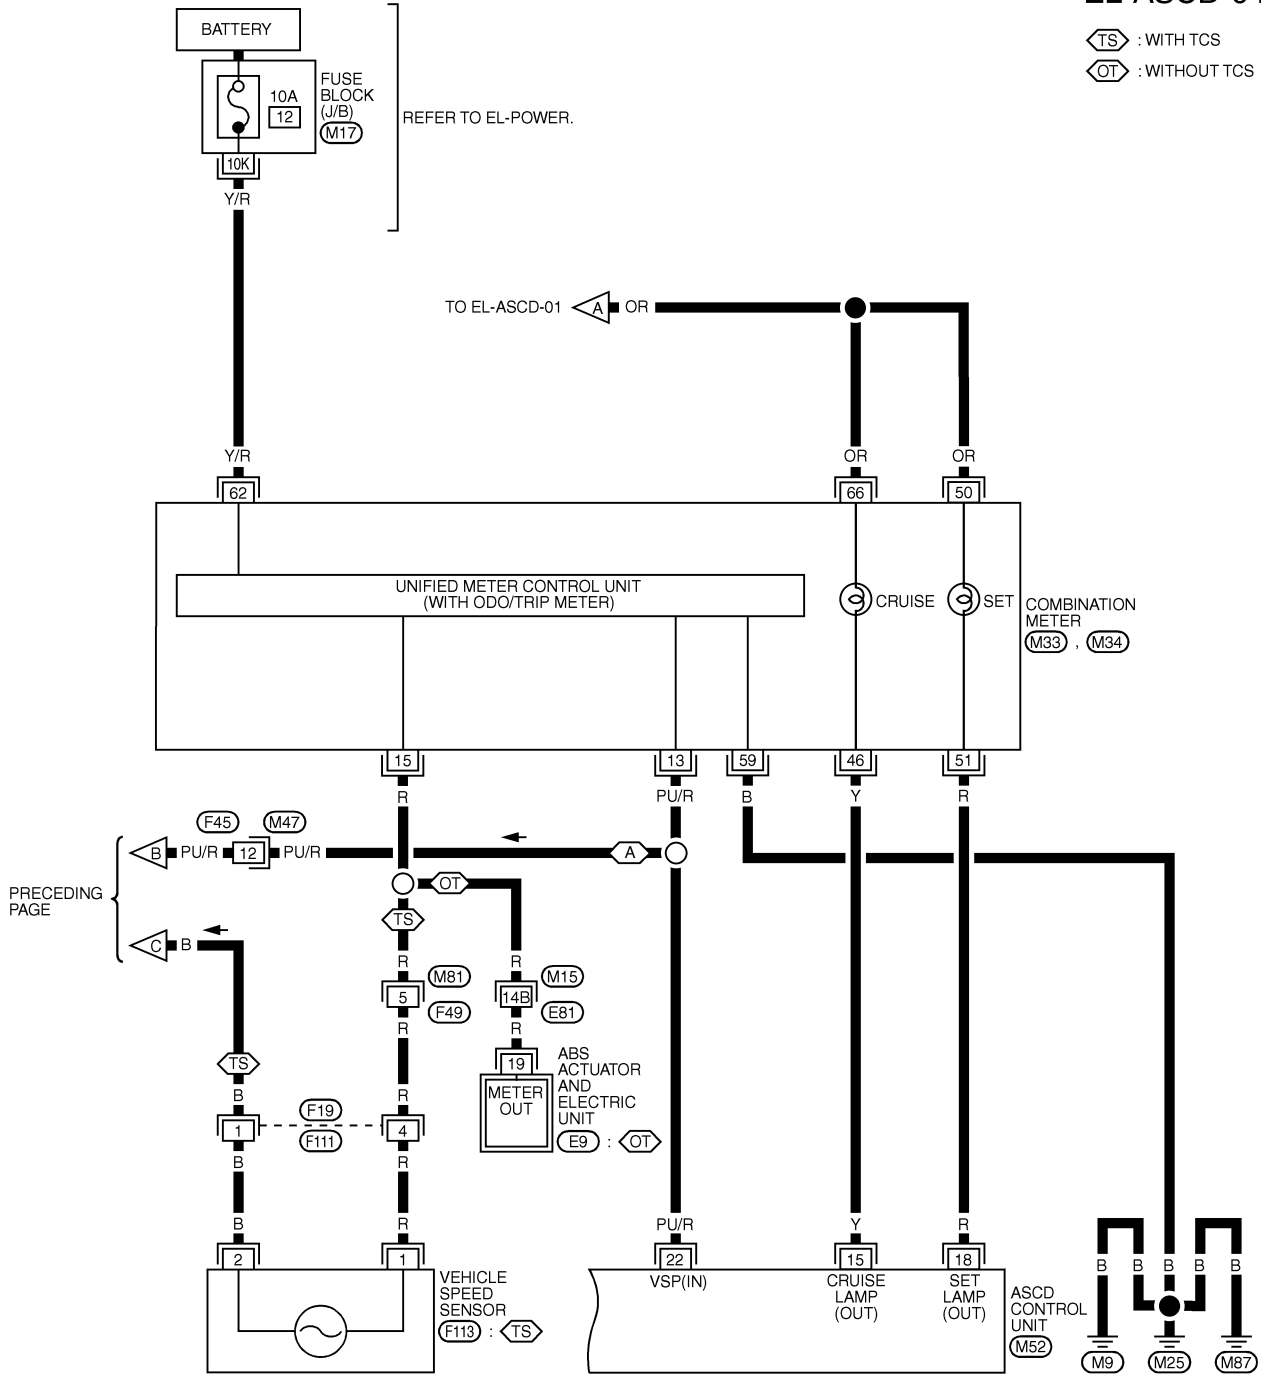 BATTERY
10A
12
FUSE
BLOCK
(J/B)
M17
REFER TO EL-POWER.
10K
Y/R
TS : WITH TCS
OT : WITHOUT TCS
TO EL-ASCD-01
A
OR
Y/R
OR
OR
62
66
50
UNIFIED METER CONTROL UNIT
(WITH ODO/TRIP METER)
CRUISE
SET
COMBINATION
METER
M33 , M34
15
13
59
46
51
R
PU/R
B
Y
R
F45
M47
B
PU/R
12
PU/R
A
OT
PRECEDING
PAGE
TS
C
B
R
R
M81
M15
5
14B
F49
E81
R
R
TS
19
METER
OUT
ABS
ACTUATOR
AND
ELECTRIC
UNIT
E9 : OT
B
R
F19
1
4
F111
B
R
B
R
PU/R
Y
R
2
1
22
15
18
VEHICLE
SPEED
SENSOR
F113 : TS
VSP(IN)
CRUISE
LAMP
(OUT)
SET
LAMP
(OUT)
ASCD
CONTROL
UNIT
M52
B
B
B
B
B
M9
M25
M87